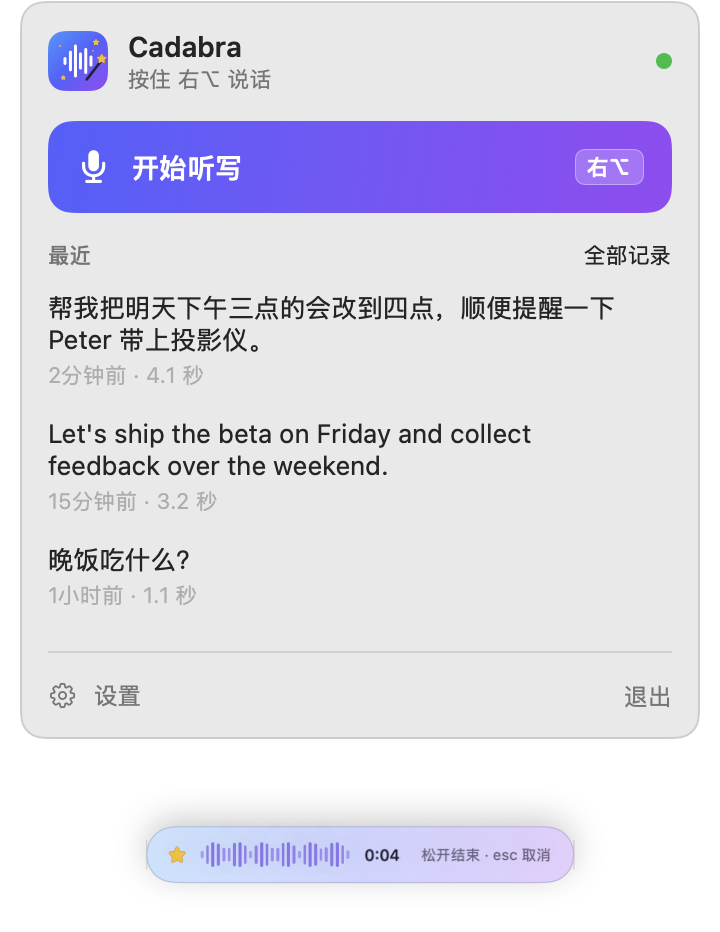 Cadabra
按住 右⌥ 说话
开始听写
右⌥
最近
全部记录
帮我把明天下午三点的会改到四点，顺便提醒一下
Peter 带上投影仪。
2分钟前 · 4.1 秒
Let's ship the beta on Friday and collect
feedback over the weekend.
15分钟前 · 3.2 秒
晚饭吃什么？
1小时前 · 1.1 秒
设置
退出
0:04 松开结束 · esc 取消